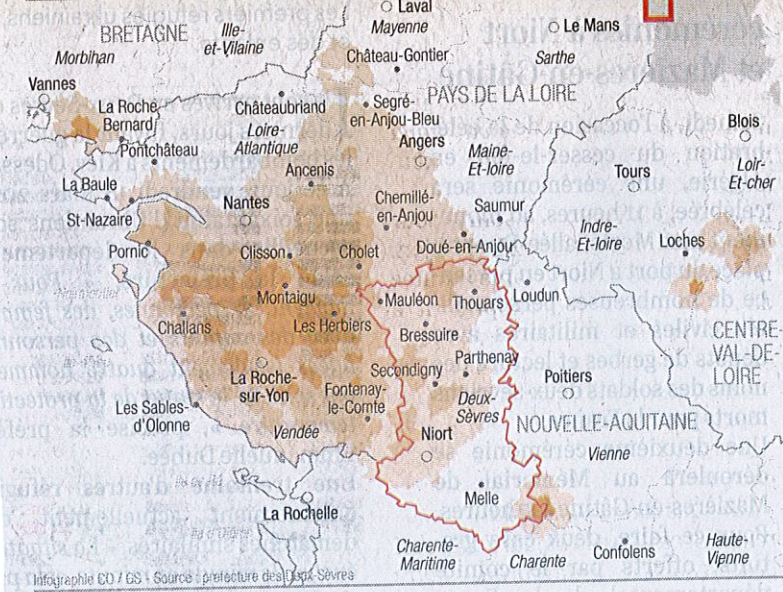 Laval
BRETAGNE
Ille-
et-Vilaine
Mayenne
Le Mans
Morbihan
Château-Gontier
Sarthe
Vannes
La Roche-
Bernard
Châteaubriand
Segré-
en-Anjou-Bleu
PAYS DE LA LOIRE
Blois
Loire-
Atlantique
Angers
Maine-
Et-loire
Loir-
Et-cher
Pontchâteau
Ancenis
Tours
La Baule
Nantes
Chemillé-
en-Anjou
Saumur
St-Nazaire
Indre-
Et-loire
Loches
Pornic
Clisson
Cholet
Doué-en-Anjou
Montaigu
Mauléon
Thouars
Loudun
Challans
Les Herbiers
Bressuire
CENTRE-
VAL-DE-
LOIRE
La Roche-
sur-Yon
Secondigny
Parthenay
Poitiers
Fontenay-
le-Comte
Deux-
Sèvres
Les Sables-
d'Olonne
Vendée
Niort
NOUVELLE-AQUITAINE
Vienne
Melle
La Rochelle
Charente-
Maritime
Charente
Confolens
Haute-
Vienne
Infographie CO / GS - Source : préfecture des Deux-Sèvres